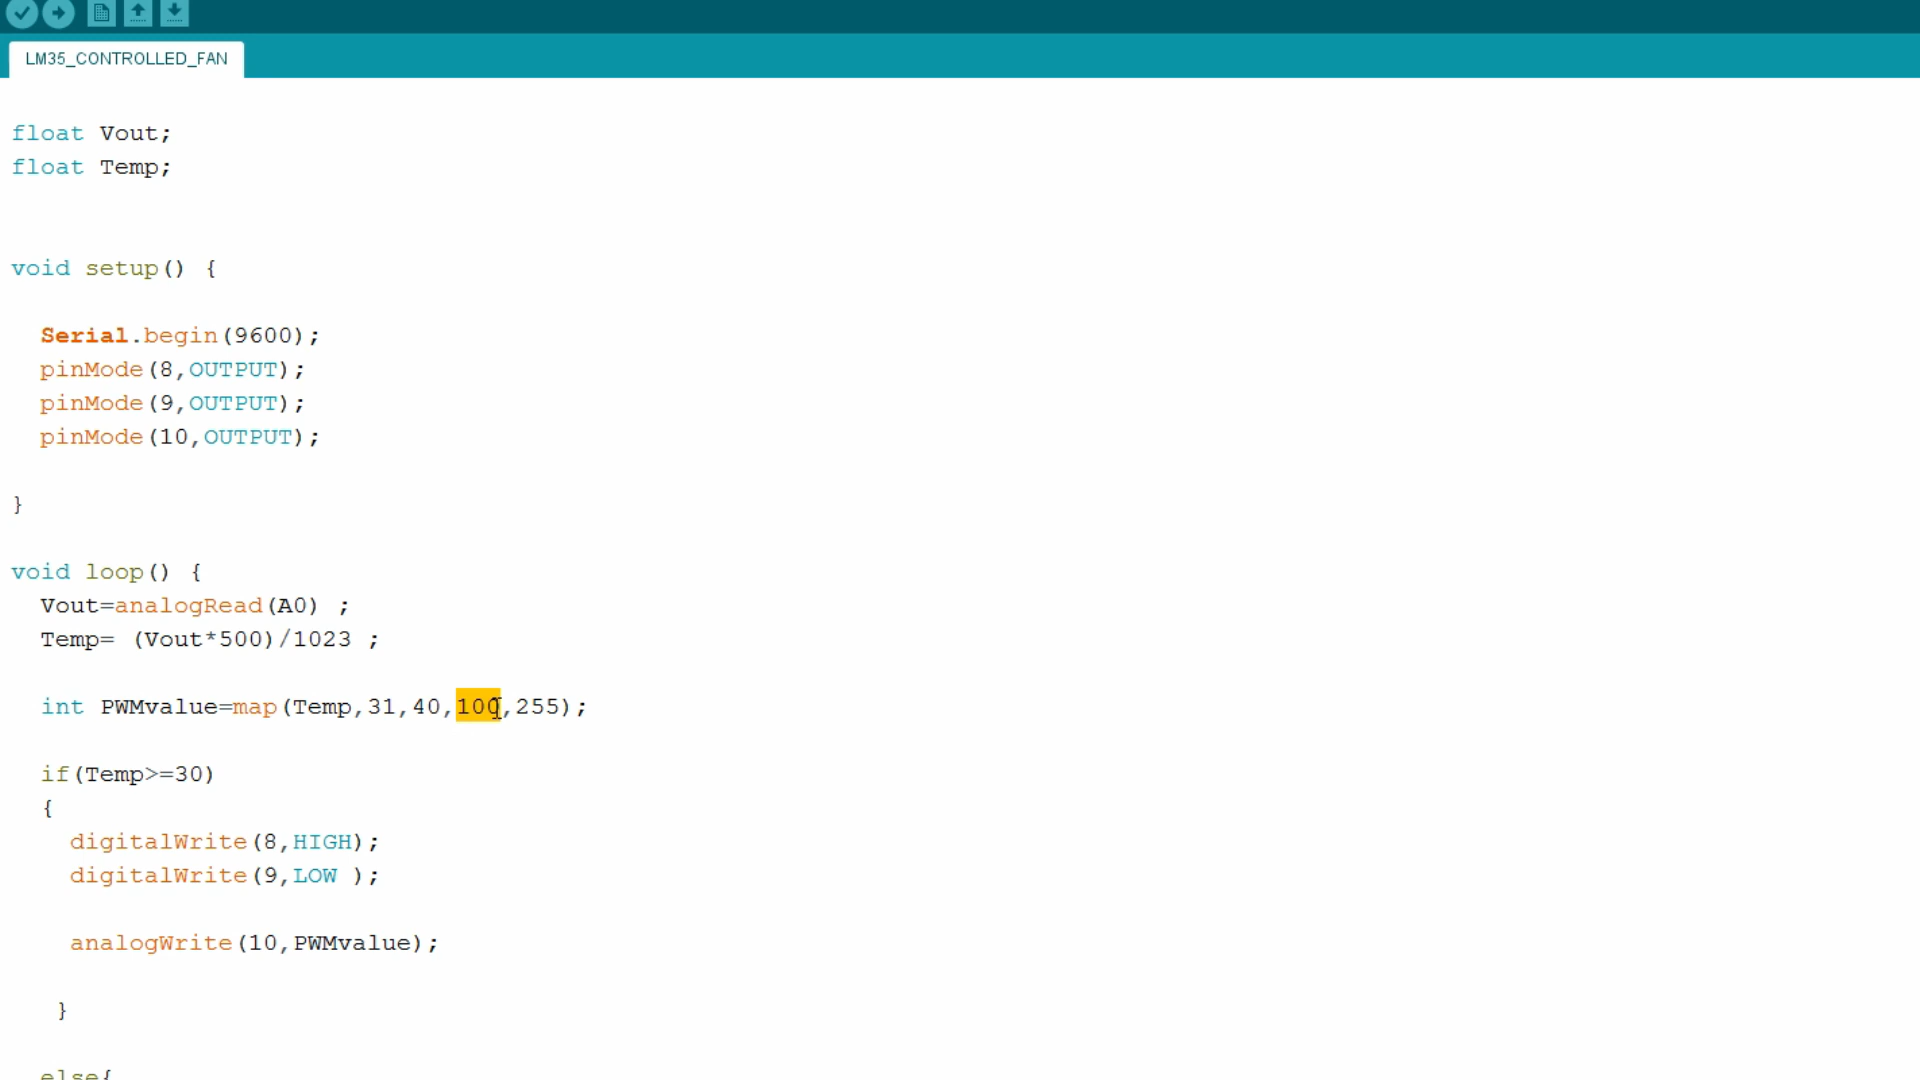 LM35_CONTROLLED_FAN
float Vout;
float Temp;
void setup() {
Serial.begin(9600);
pinMode(8,OUTPUT);
pinMode(9,OUTPUT);
pinMode(10,OUTPUT);
}
void loop() {
Vout=analogRead(A0) ;
Temp= (Vout*500)/1023 ;
int PWMvalue=map(Temp,31,40,100,255);
if(Temp>=30)
{
digitalWrite(8,HIGH);
digitalWrite(9,LOW );
analogWrite(10,PWMvalue);
}
else{